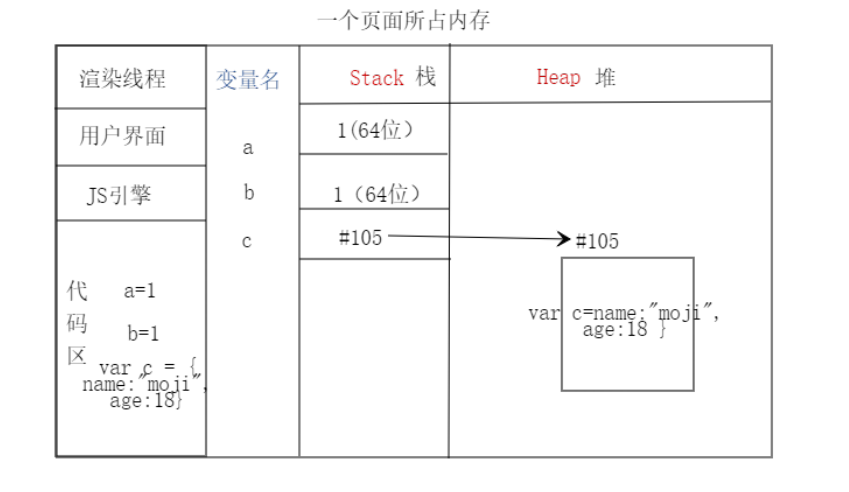 一个页面所占内存
渲染线程
变量名
Stack 栈
Heap 堆
用户界面
a
1(64位)
JS引擎
b
1（64位）
c
#105
#105
代
码
区
a=1
b=1
var c = {
name:"moji",
age:18}
var c=name:"moji",
age:18 }